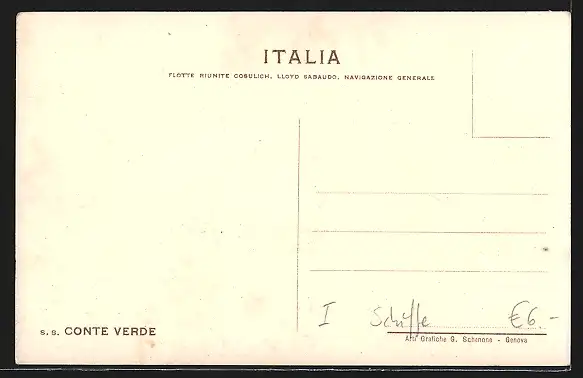 ITALIA
FLOTTE RIUNITE COSULICH, LLOYD SABAUDO, NAVIGAZIONE GENERALE
I Schiffe €6.-
S.S. CONTE VERDE
Arti Grafiche G. Schenone - Genova